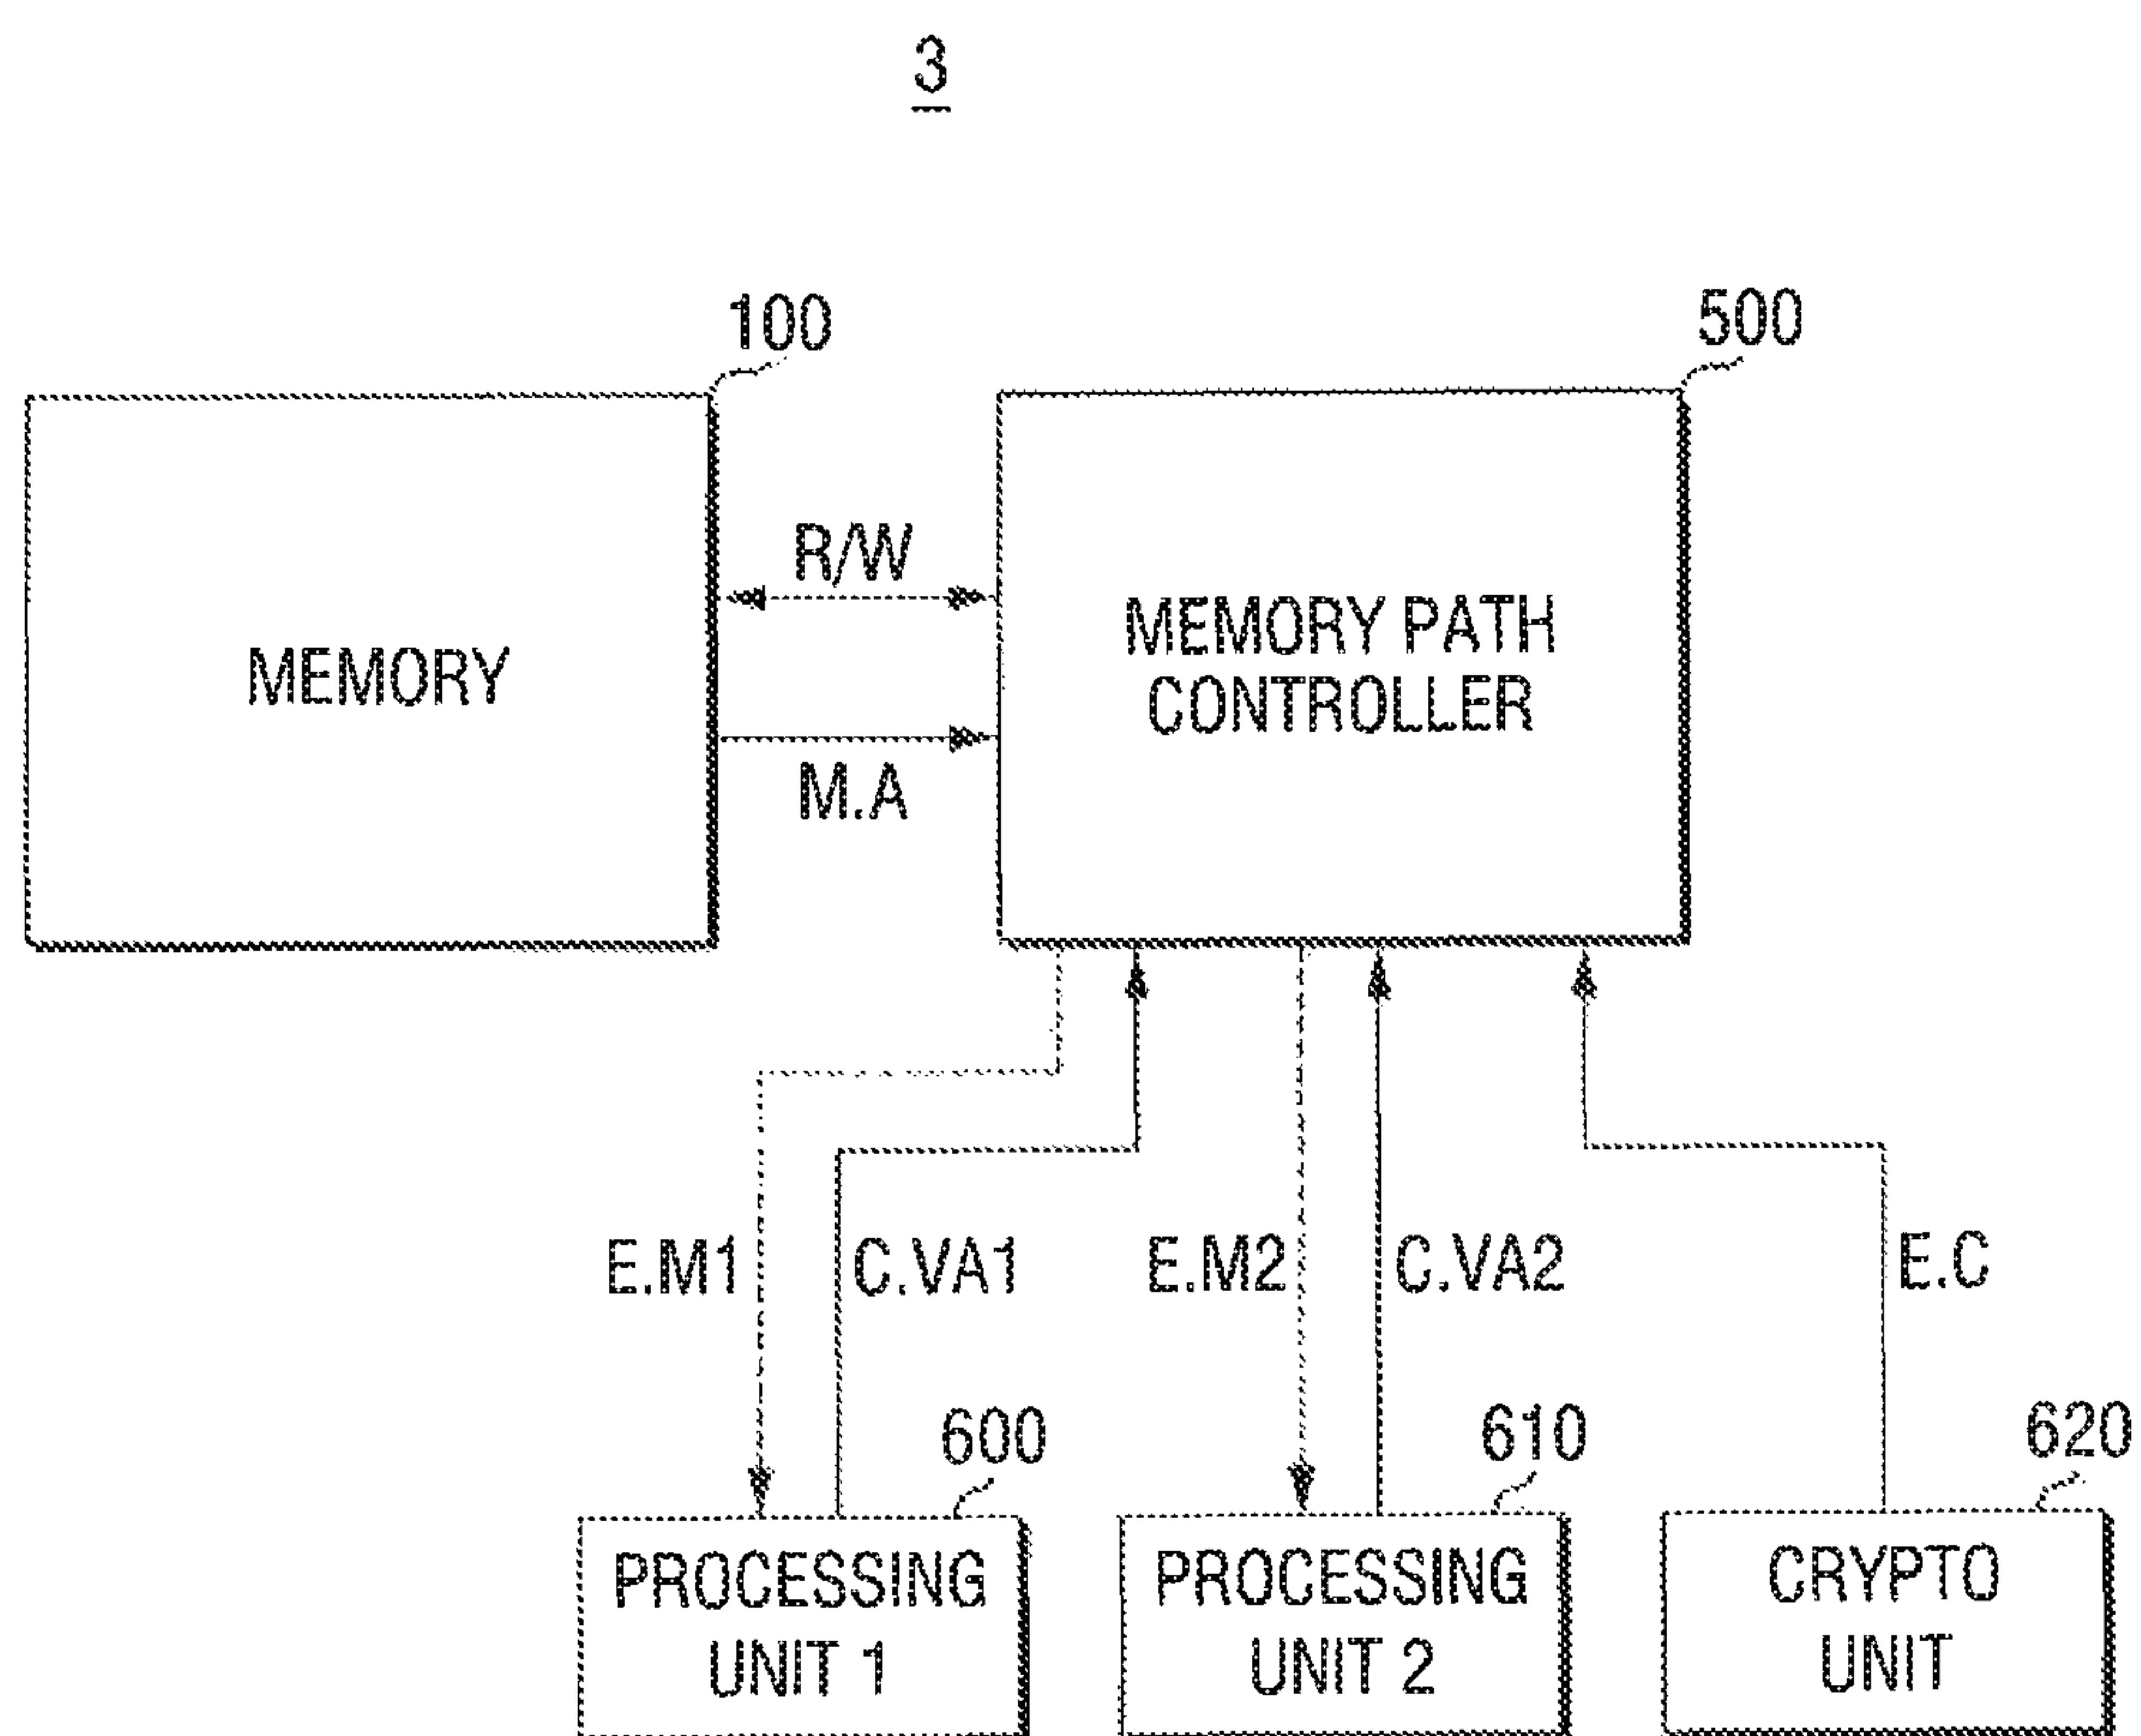 3
100
500
R/W
MEMORY
MEMORY PATH
CONTROLLER
M.A
E.M1
C.VA1
E.M2
C.VA2
E.C
600
610
620
PROCESSING
UNIT 1
PROCESSING
UNIT 2
CRYPTO
UNIT